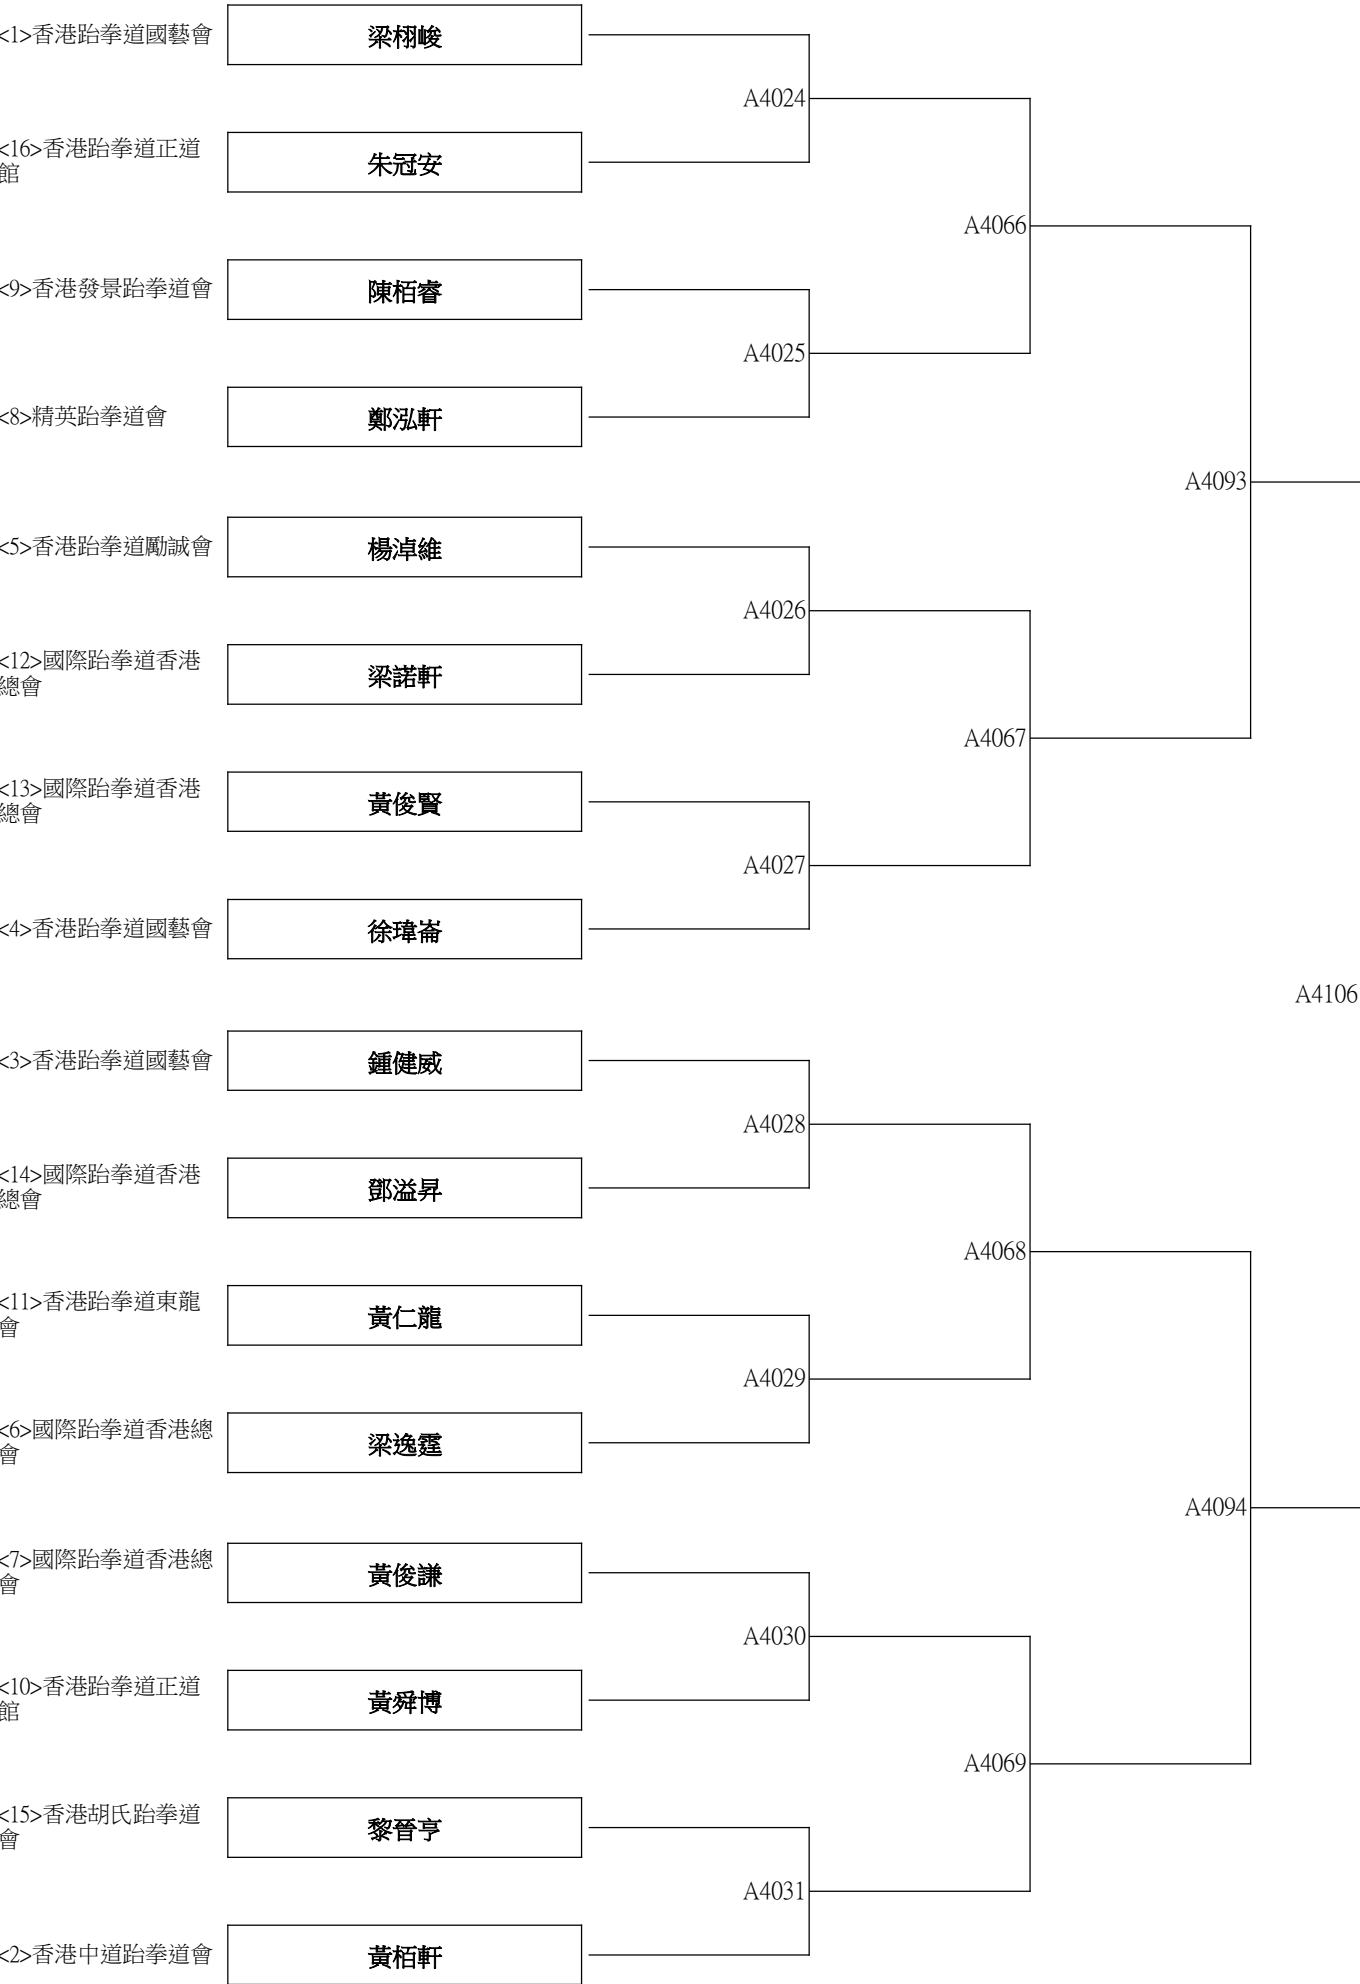 <1>香港跆拳道國藝會
梁栩峻
A4024
<16>香港跆拳道正道
館
朱冠安
A4066
<9>香港發景跆拳道會
陳栢睿
A4025
<8>精英跆拳道會
鄭泓軒
A4093
<5>香港跆拳道勵誠會
楊淖維
A4026
<12>國際跆拳道香港
總會
梁諾軒
A4067
<13>國際跆拳道香港
總會
黃俊賢
A4027
<4>香港跆拳道國藝會
徐瑋崙
A4106
<3>香港跆拳道國藝會
鍾健威
A4028
<14>國際跆拳道香港
總會
鄧溢昇
A4068
<11>香港跆拳道東龍
會
黃仁龍
A4029
<6>國際跆拳道香港總
會
梁逸霆
A4094
<7>國際跆拳道香港總
會
黃俊謙
A4030
<10>香港跆拳道正道
館
黃舜博
A4069
<15>香港胡氏跆拳道
會
黎晉亨
A4031
<2>香港中道跆拳道會
黃栢軒